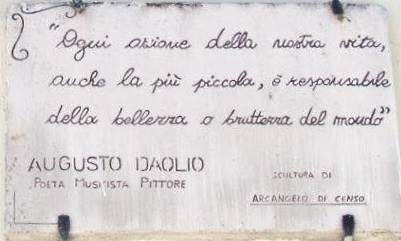 "Ogni azione della nostra vita,
anche la più piccola, è responsabile
della bellezza o bruttezza del mondo"
AUGUSTO DAOLIO
POETA MUSICISTA PITTORE
SCULTURA DI
ARCANGELO DI CENSO